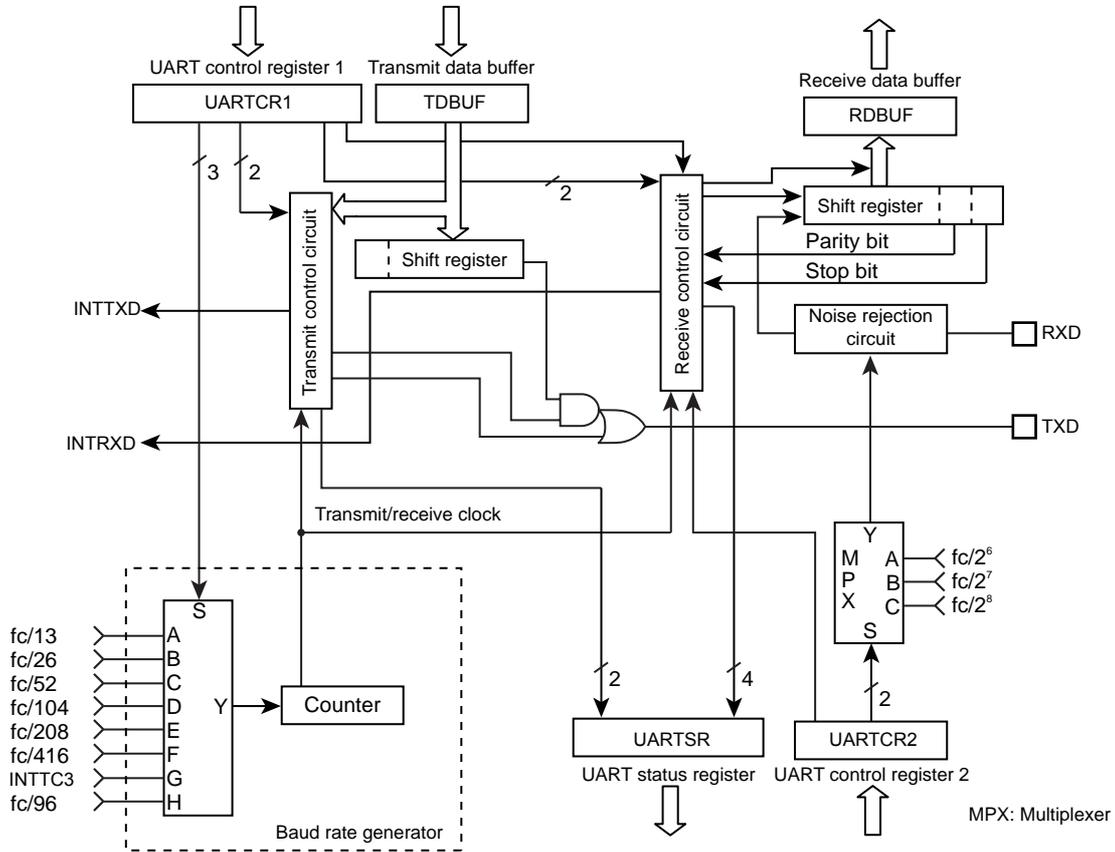 UART control register 1
Transmit data buffer
Receive data buffer
UARTCR1
TDBUF
RDBUF
3
2
2
Shift register
Shift register
Parity bit
Stop bit
Transmit control circuit
Receive control circuit
INTTXD
Noise rejection
circuit
RXD
INTRXD
TXD
Transmit/receive clock
Y
M
P
X
A
B
C
S
fc/2⁶
fc/2⁷
fc/2⁸
S
fc/13
A
fc/26
B
fc/52
C
fc/104
D
fc/208
E
fc/416
F
INTTC3
G
fc/96
H
Y
Counter
2
4
2
UARTSR
UARTCR2
UART status register
UART control register 2
Baud rate generator
MPX: Multiplexer